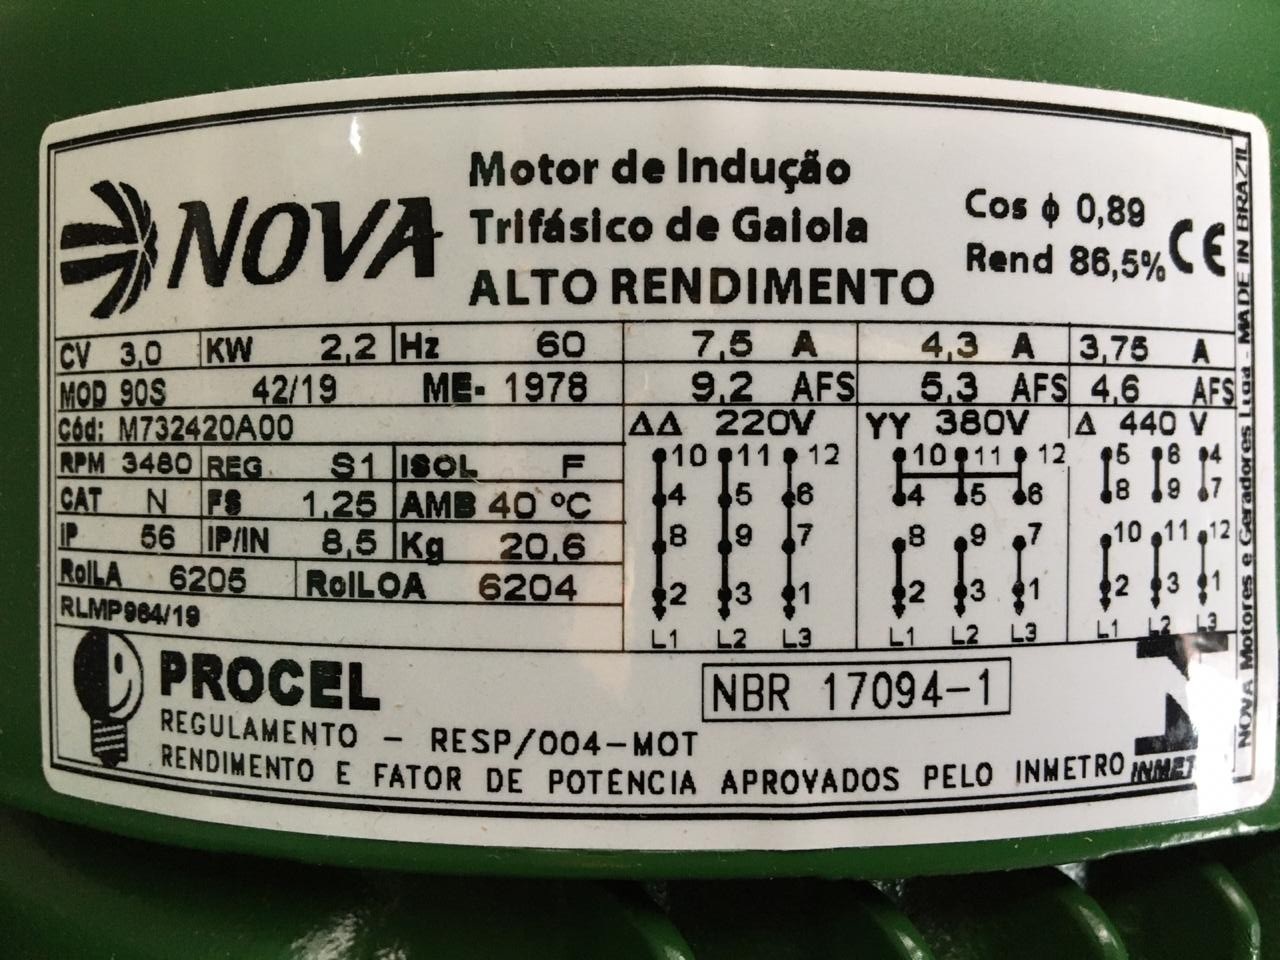 NOVA
Motor de Indução
Trifásico de Gaiola
ALTO RENDIMENTO
Cos ϕ 0,89
Rend 86,5%
CE
CV 3,0 KW 2,2 Hz 60 7,5 A 4,3 A 3,75 A
MOD 90S 42/19 ME- 1978 9,2 AFS 5,3 AFS 4,6 AFS
Cód: M732420A00 ΔΔ 220V YY 380V Δ 440 V
RPM 3480 REG S1 ISOL F
CAT N FS 1,25 AMB 40 ºC
IP 56 IP/IN 8,5 Kg 20,6
RolLA 6205 RolLOA 6204
RLMP964/19
10 11 12 10 11 12 5 6 4
4 5 6 4 5 6 8 9 7
8 9 7 8 9 7 10 11 12
2 3 1 2 3 1 2 3 1
L1 L2 L3 L1 L2 L3 L1 L2 L3
PROCEL
NBR 17094-1
REGULAMENTO - RESP/004-MOT
RENDIMENTO E FATOR DE POTENCIA APROVADOS PELO INMETRO
NOVA Motores e Geradores Ltda - MADE IN BRAZIL